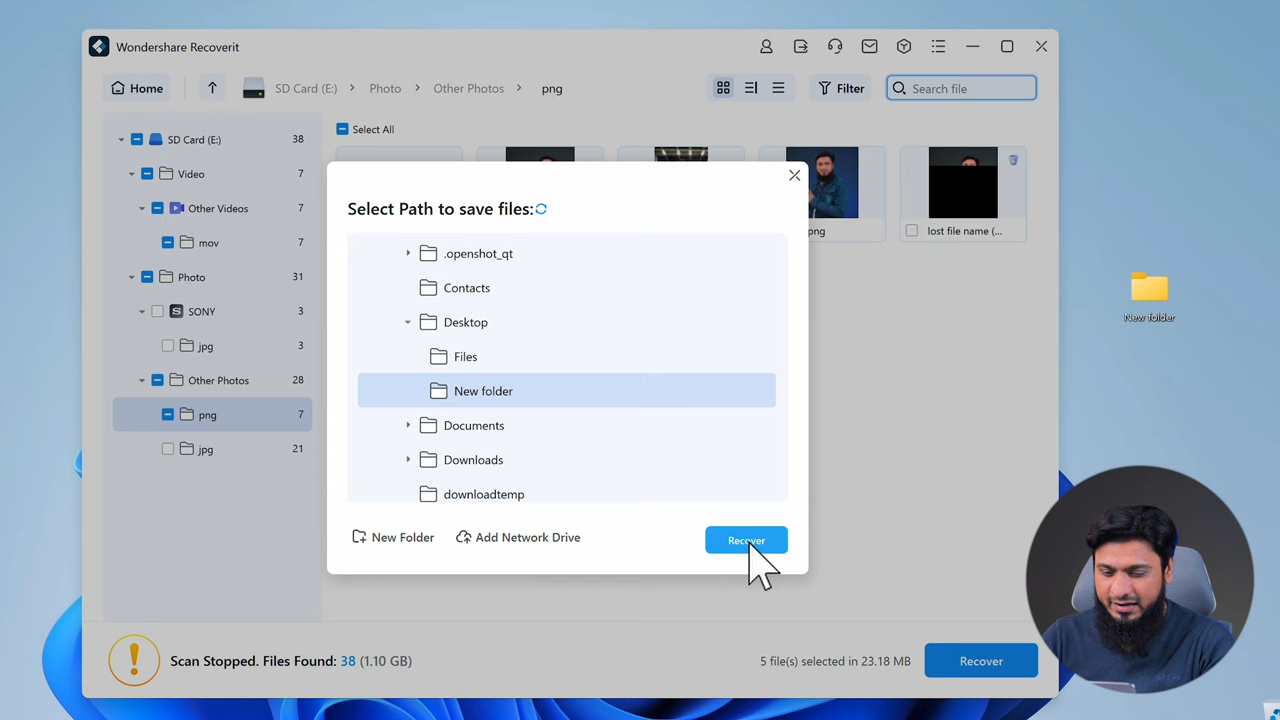 Wondershare Recoverit
Home
SD Card (E:)
Photo
Other Photos
png
Filter
Search file
SD Card (E:) 38
Video 7
Other Videos 7
mov 7
Photo 31
SONY 3
jpg 3
Other Photos 28
png 7
jpg 21
Select All
png
lost file name (...
Select Path to save files:
.openshot_qt
Contacts
Desktop
Files
New folder
Documents
Downloads
downloadtemp
New Folder
Add Network Drive
Recover
New folder
Scan Stopped. Files Found: 38 (1.10 GB)
5 file(s) selected in 23.18 MB
Recover